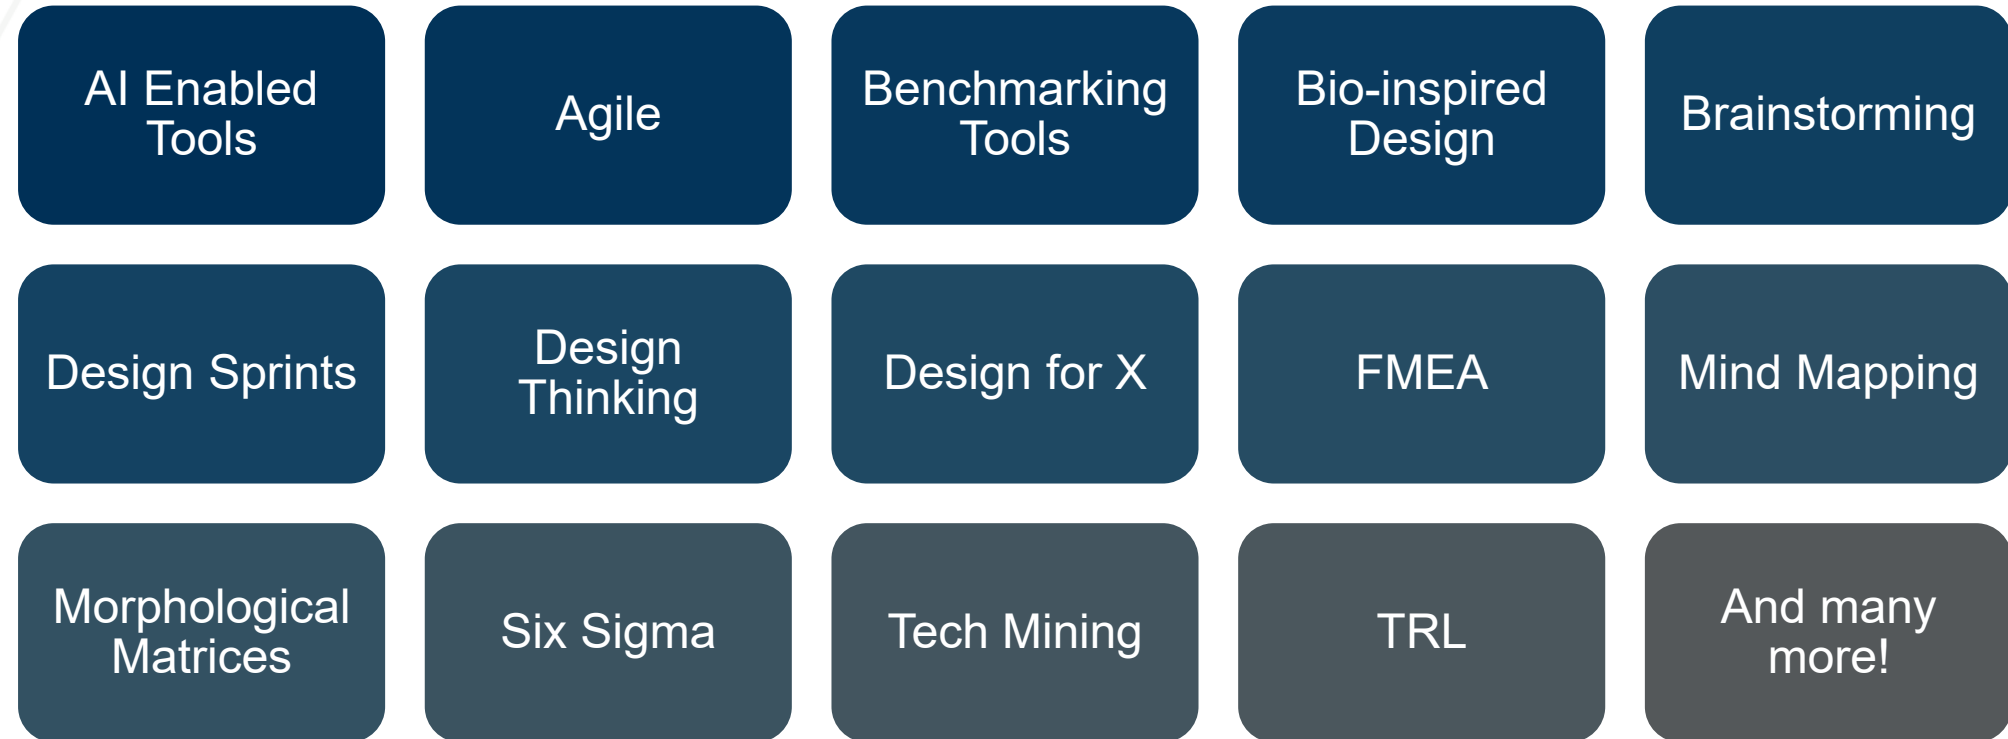 AI Enabled
Tools
Agile
Benchmarking
Tools
Bio-inspired
Design
Brainstorming
Design Sprints
Design
Thinking
Design for X
FMEA
Mind Mapping
Morphological
Matrices
Six Sigma
Tech Mining
TRL
And many
more!